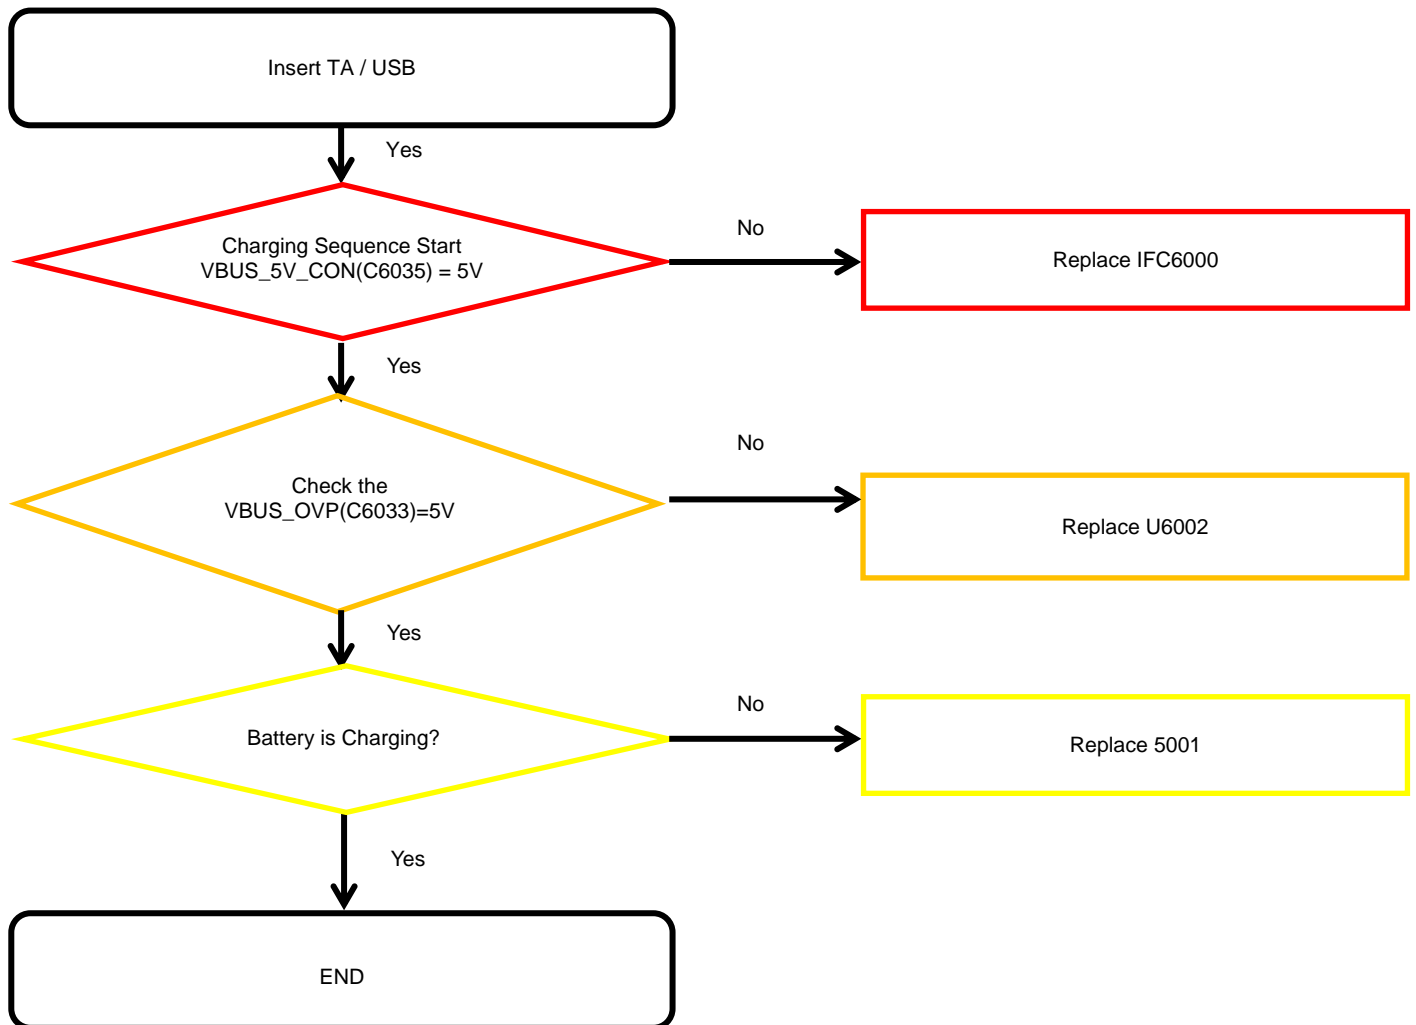 Insert TA / USB
Yes
Charging Sequence Start
VBUS_5V_CON(C6035) = 5V
No
Replace IFC6000
Yes
Check the
VBUS_OVP(C6033)=5V
No
Replace U6002
Yes
Battery is Charging?
No
Replace 5001
Yes
END